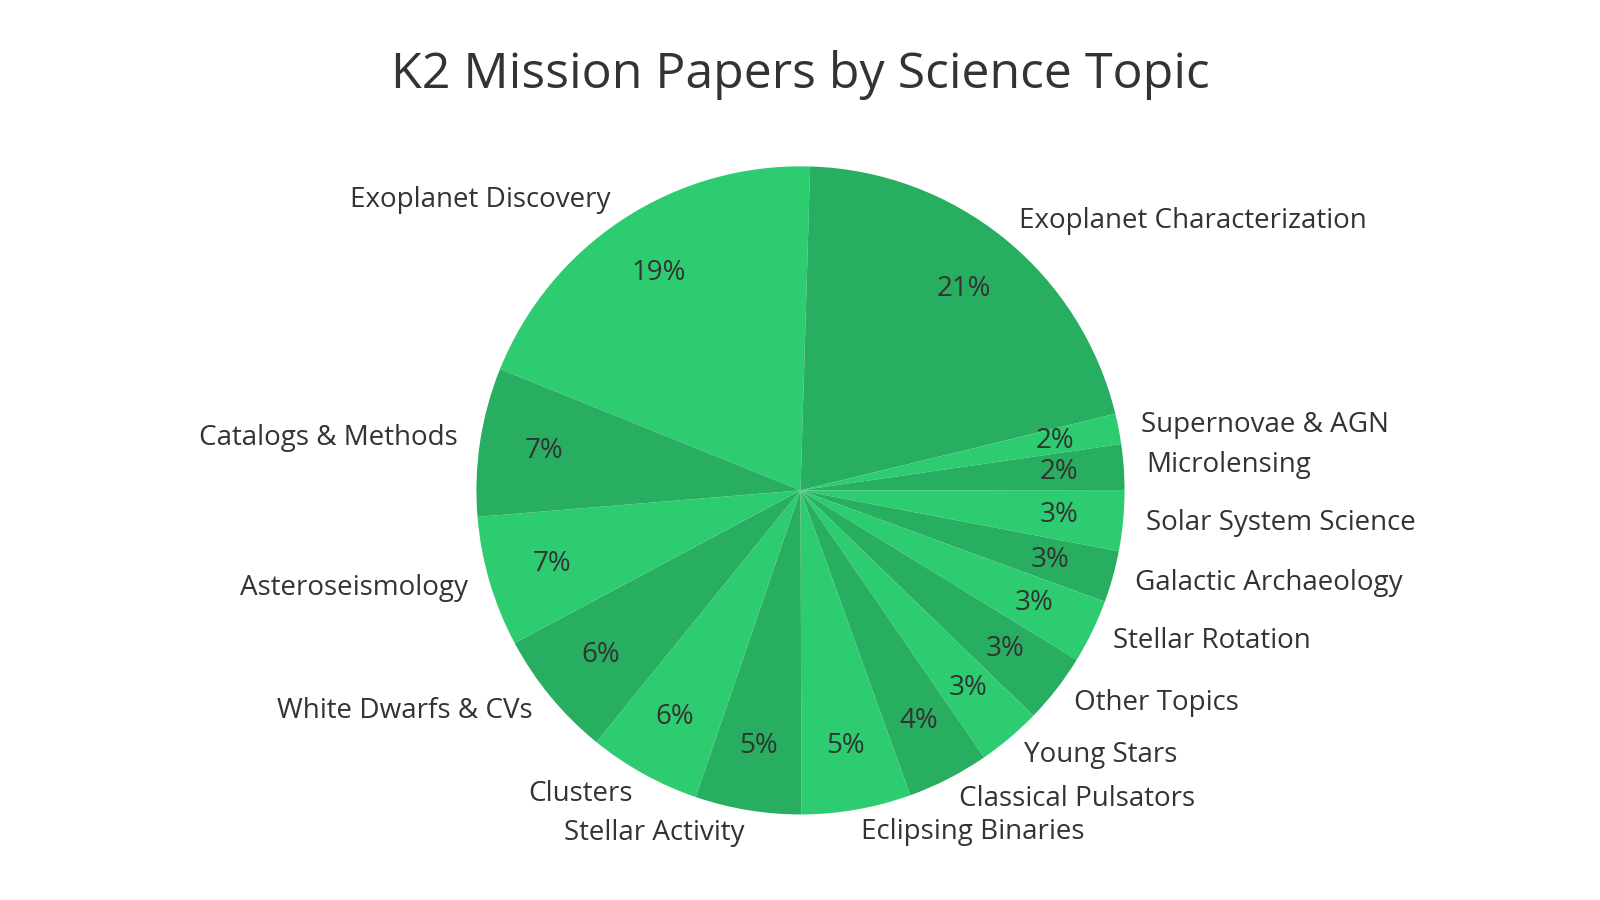 K2 Mission Papers by Science Topic
Exoplanet Discovery
Exoplanet Characterization
19%
21%
Supernovae & AGN
2%
Catalogs & Methods
7%
Microlensing
2%
Solar System Science
3%
Asteroseismology
7%
Galactic Archaeology
3%
Stellar Rotation
3%
White Dwarfs & CVs
6%
Other Topics
3%
Young Stars
3%
Clusters
6%
Classical Pulsators
4%
Stellar Activity
5%
Eclipsing Binaries
5%